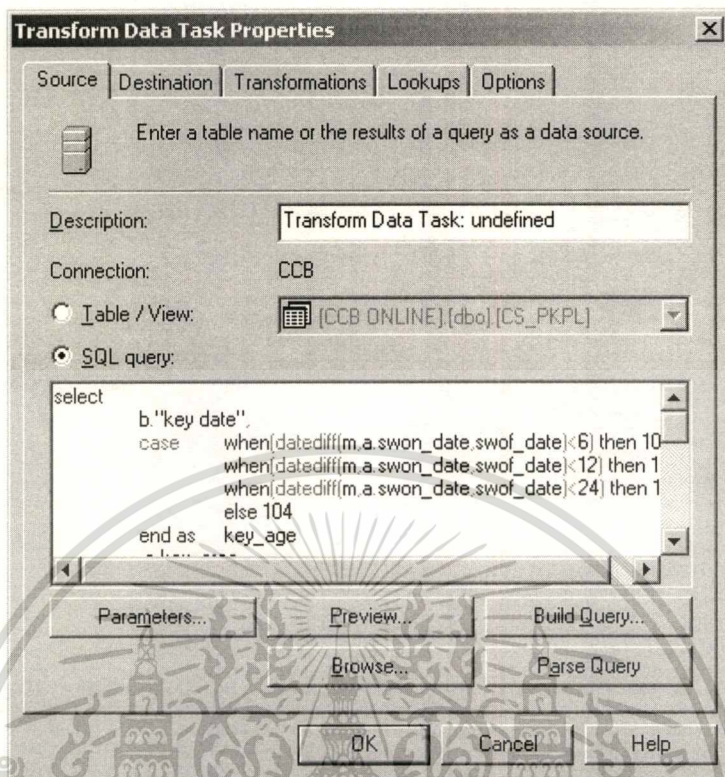 Transform Data Task Properties
Source Destination Transformations Lookups Options
Enter a table name or the results of a query as a data source.
Description: Transform Data Task: undefined
Connection: CCB
Table / View: [CCB ONLINE].[dbo].[CS_PKPL]
SQL query:
select
b."key date",
case when(datediff(m,a.swon_date,swof_date)<6) then 10
when(datediff(m,a.swon_date,swof_date)<12) then 1
when(datediff(m,a.swon_date,swof_date)<24) then 1
else 104
end as key_age
Parameters... Preview... Build Query...
Browse... Parse Query
OK Cancel Help